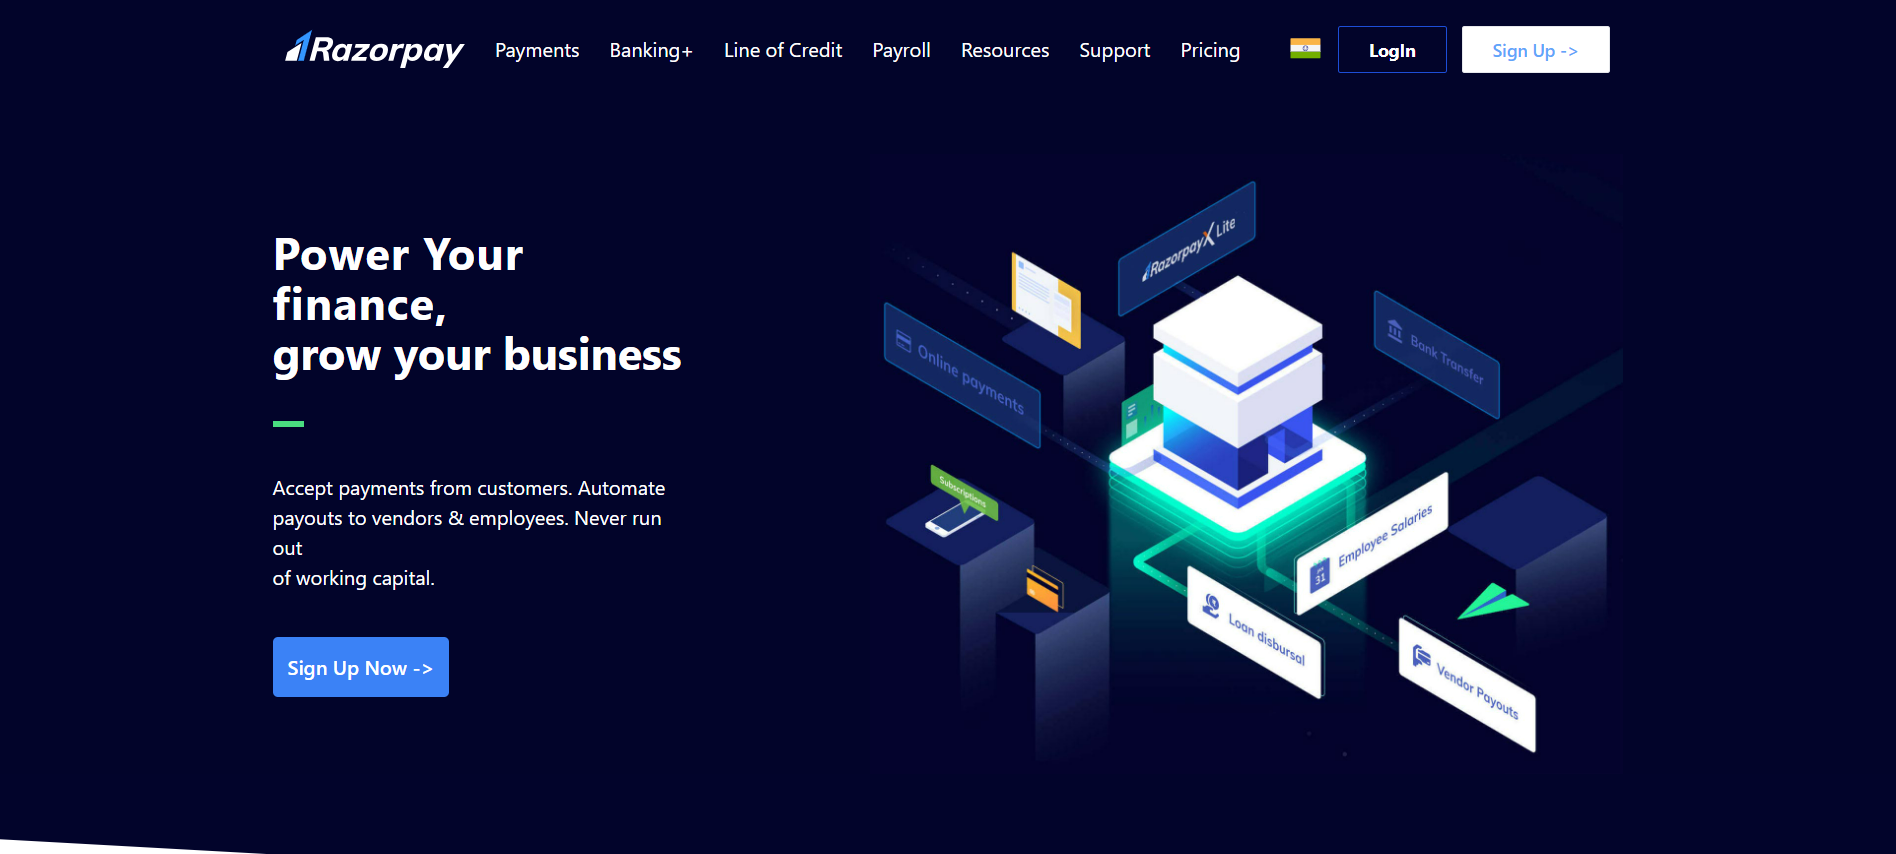 Razorpay Payments Banking+ Line of Credit Payroll Resources Support Pricing LogIn Sign Up ->
Power Your
finance,
grow your business
Accept payments from customers. Automate
payouts to vendors & employees. Never run
out
of working capital.
Sign Up Now ->
RazorpayX Lite
Online payments
Bank Transfer
Subscriptions
Employee Salaries
31
Loan disbursal
Vendor Payouts